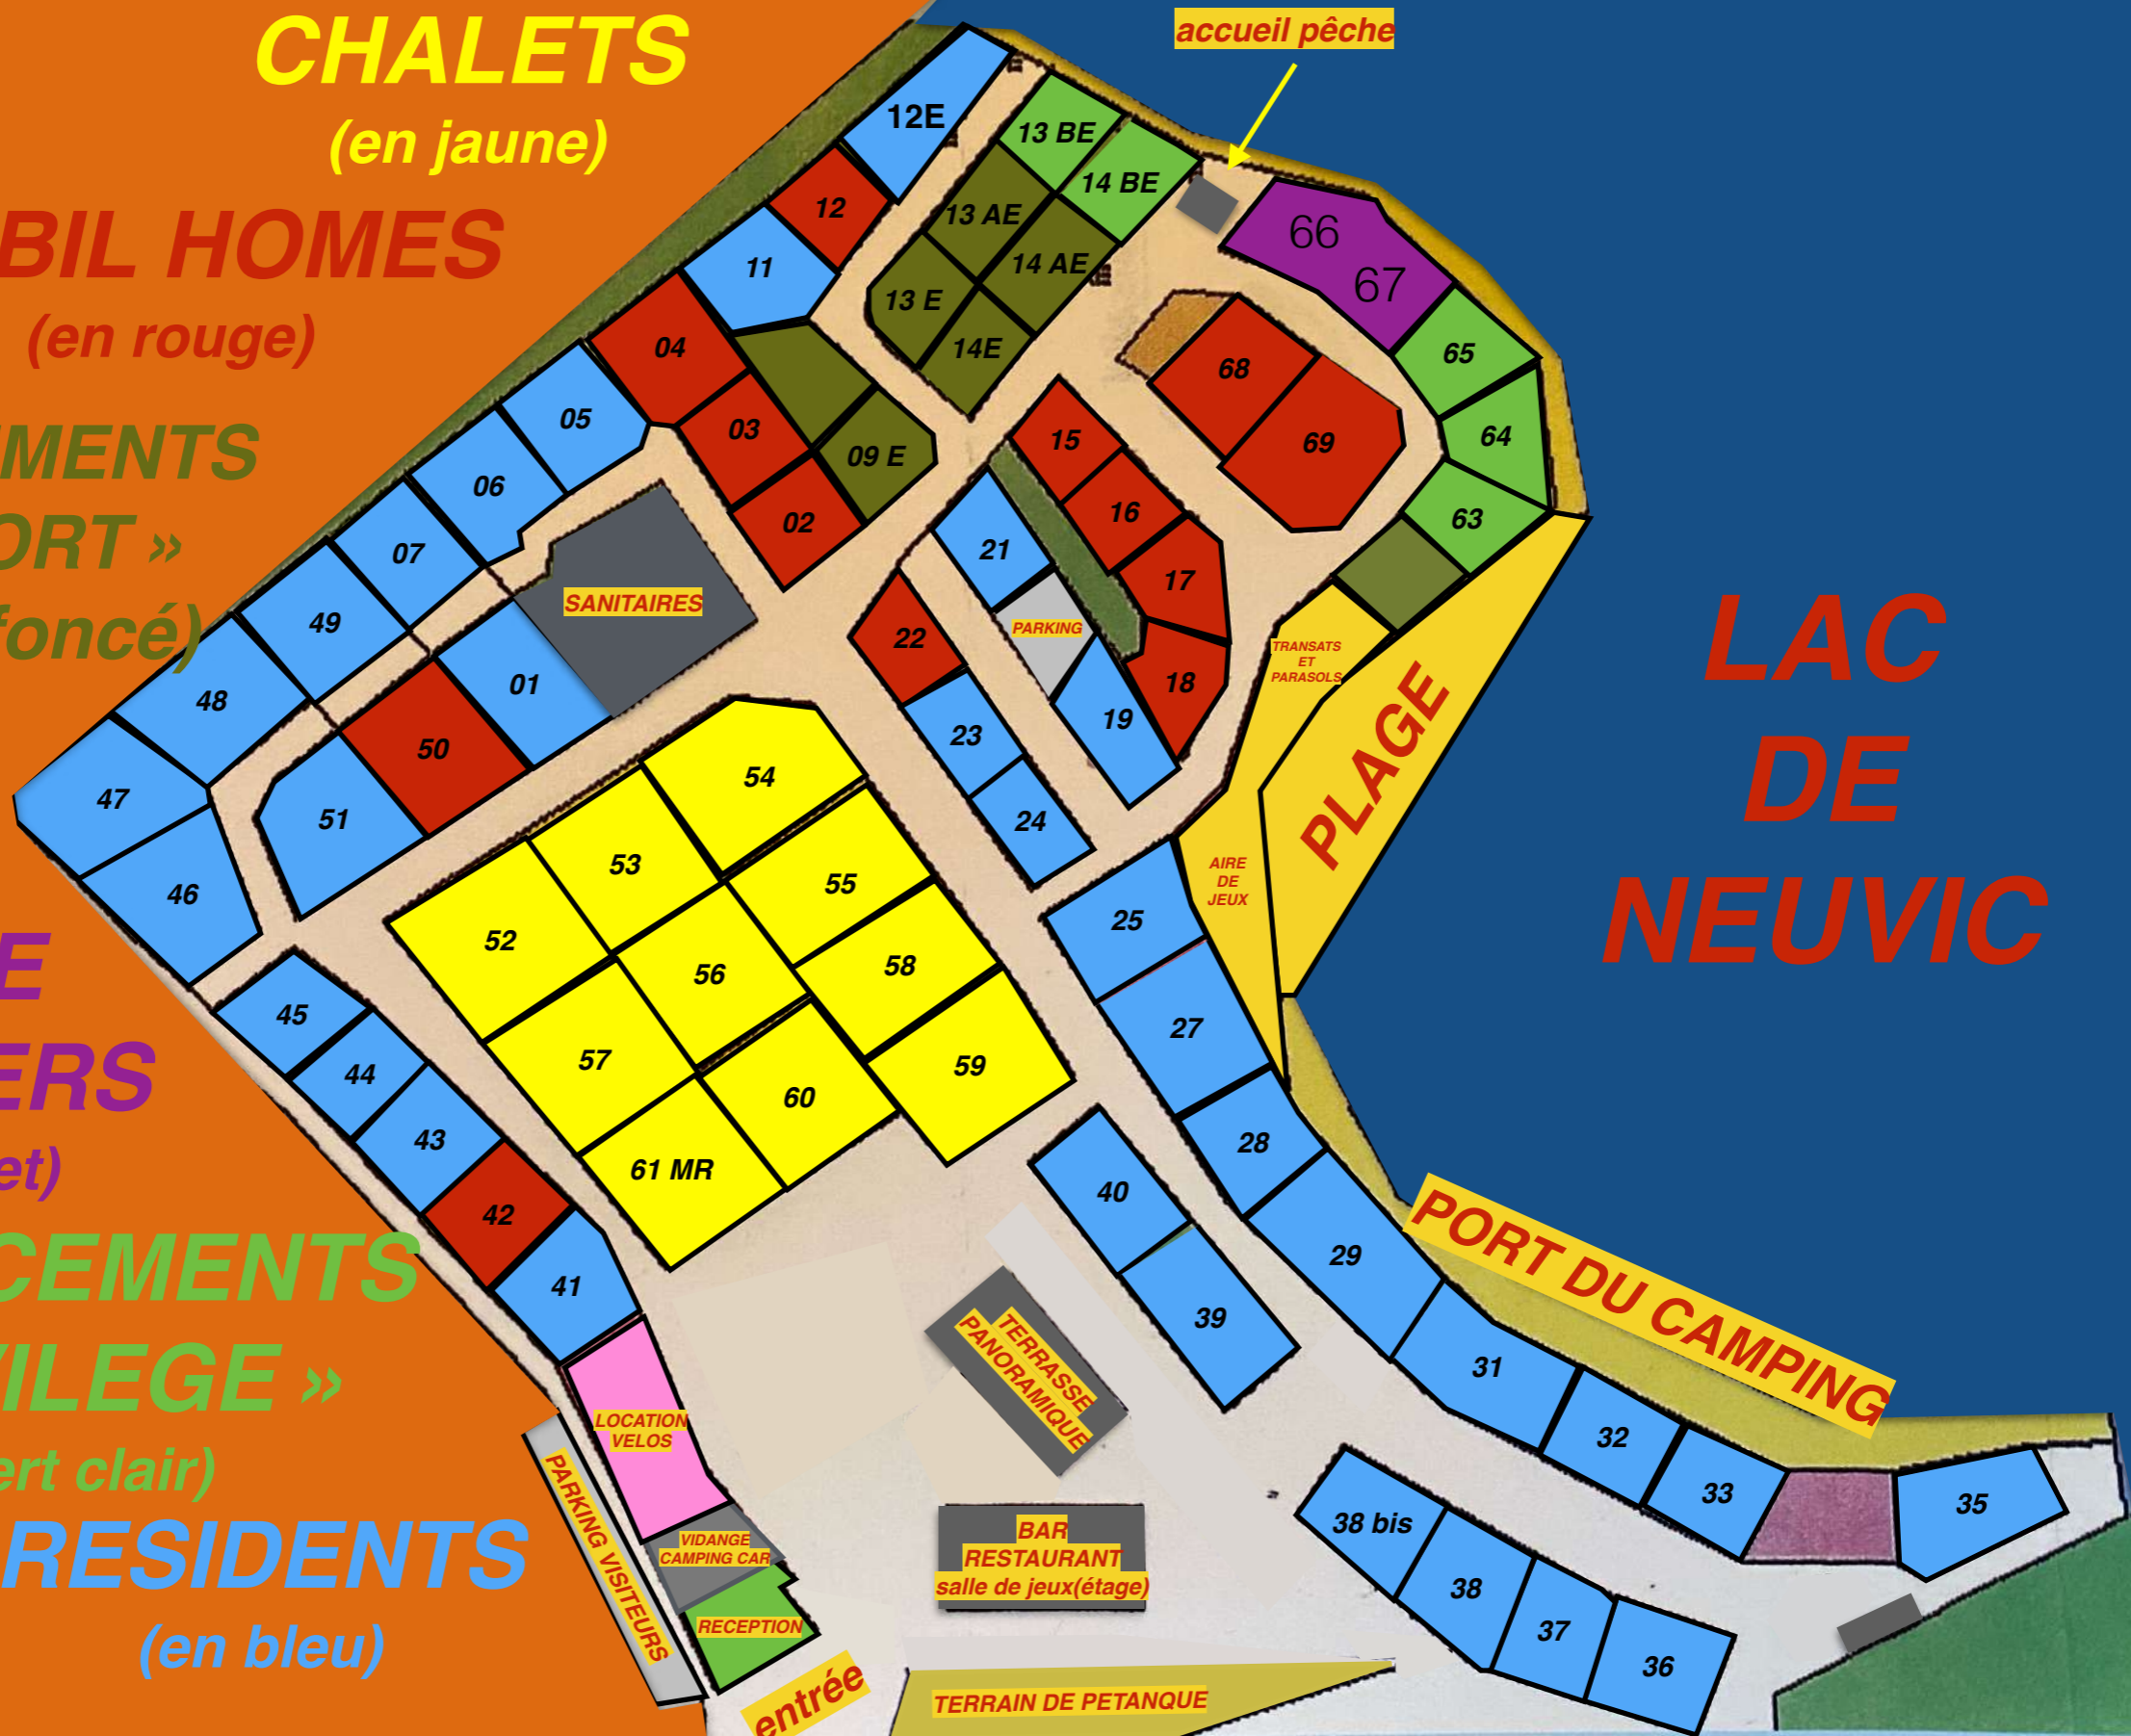 CHALETS
(en jaune)
BIL HOMES
(en rouge)
MENTS
ORT »
foncé)
E
ERS
et)
CEMENTS
ILEGE »
ert clair)
RESIDENTS
(en bleu)
accueil pêche
12E
13 BE
14 BE
12
13 AE
66
11
14 AE
67
13 E
04
14E
65
68
05
03
09 E
15
69
64
06
02
16
63
07
21
17
SANITAIRES
49
PARKING
22
TRANSATS
ET
PARASOLS
18
01
48
19
23
50
54
47
51
24
PLAGE
53
55
AIRE
DE
JEUX
46
25
52
58
56
45
27
57
59
44
60
43
28
61 MR
40
42
29
41
39
31
LAC
DE
NEUVIC
PORT DU CAMPING
TERRASSE
PANORAMIQUE
LOCATION
VELOS
32
33
35
38 bis
38
37
36
PARKING VISITEURS
VIDANGE
CAMPING CAR
BAR
RESTAURANT
salle de jeux(étage)
RECEPTION
entrée
TERRAIN DE PETANQUE